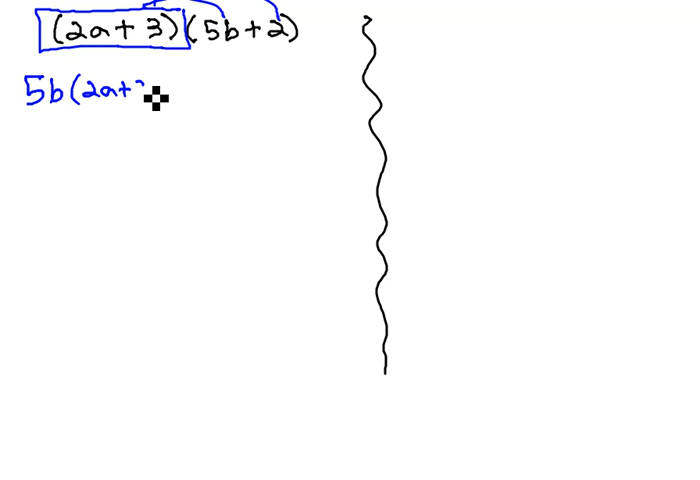 (2a + 3)(5b + 2)
5b(2a+